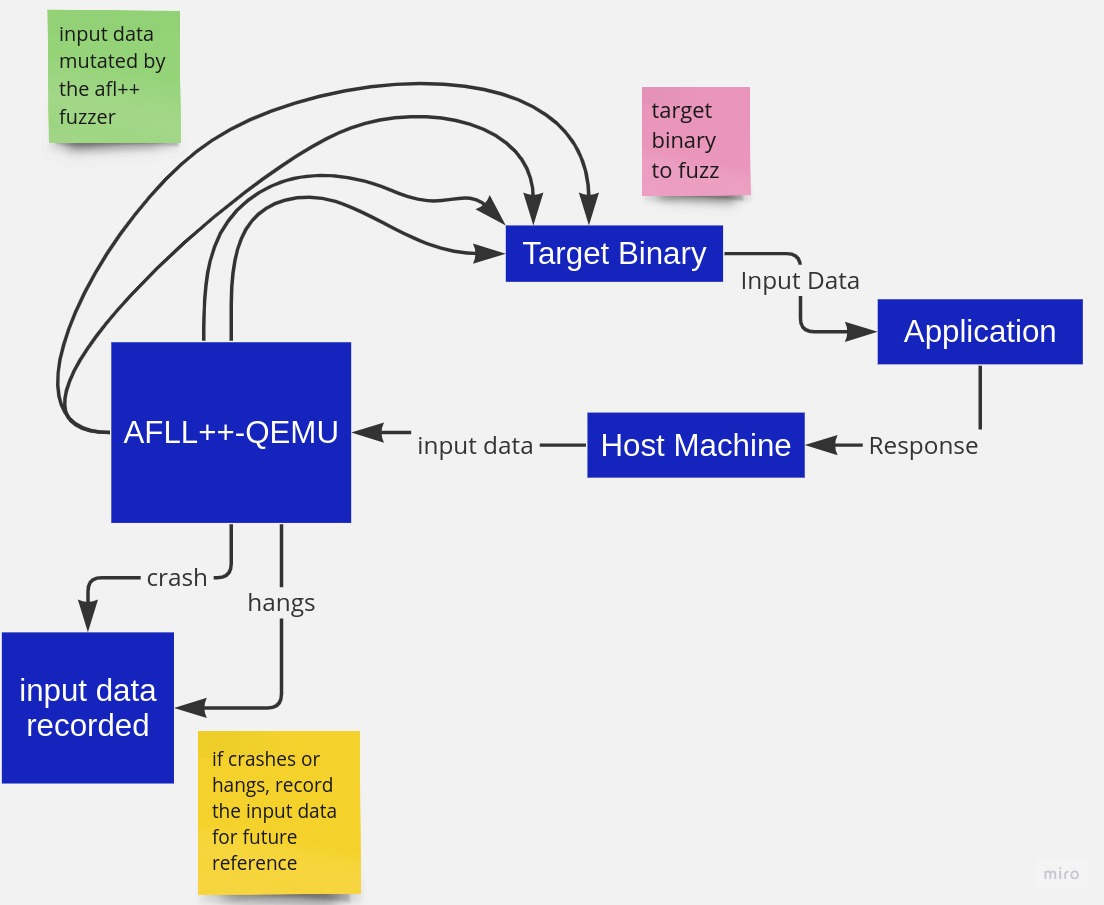 input data
mutated by
the afl++
fuzzer
target
binary
to fuzz
Target Binary
Input Data
Application
AFLL++-QEMU
input data
Host Machine
Response
crash
hangs
input data
recorded
if crashes or
hangs, record
the input data
for future
reference
miro